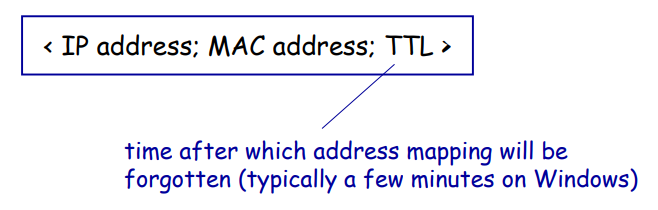 < IP address; MAC address; TTL >
time after which address mapping will be
forgotten (typically a few minutes on Windows)